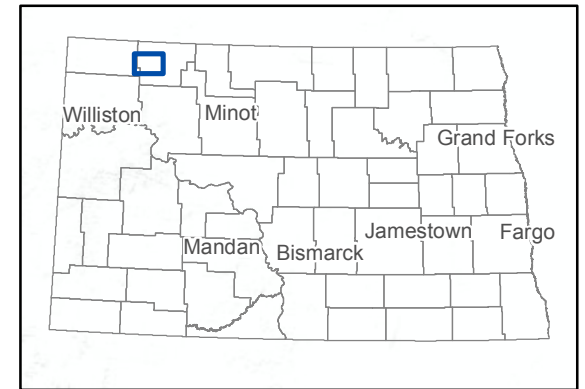 Williston
Minot
Grand Forks
Mandan
Bismarck
Jamestown
Fargo